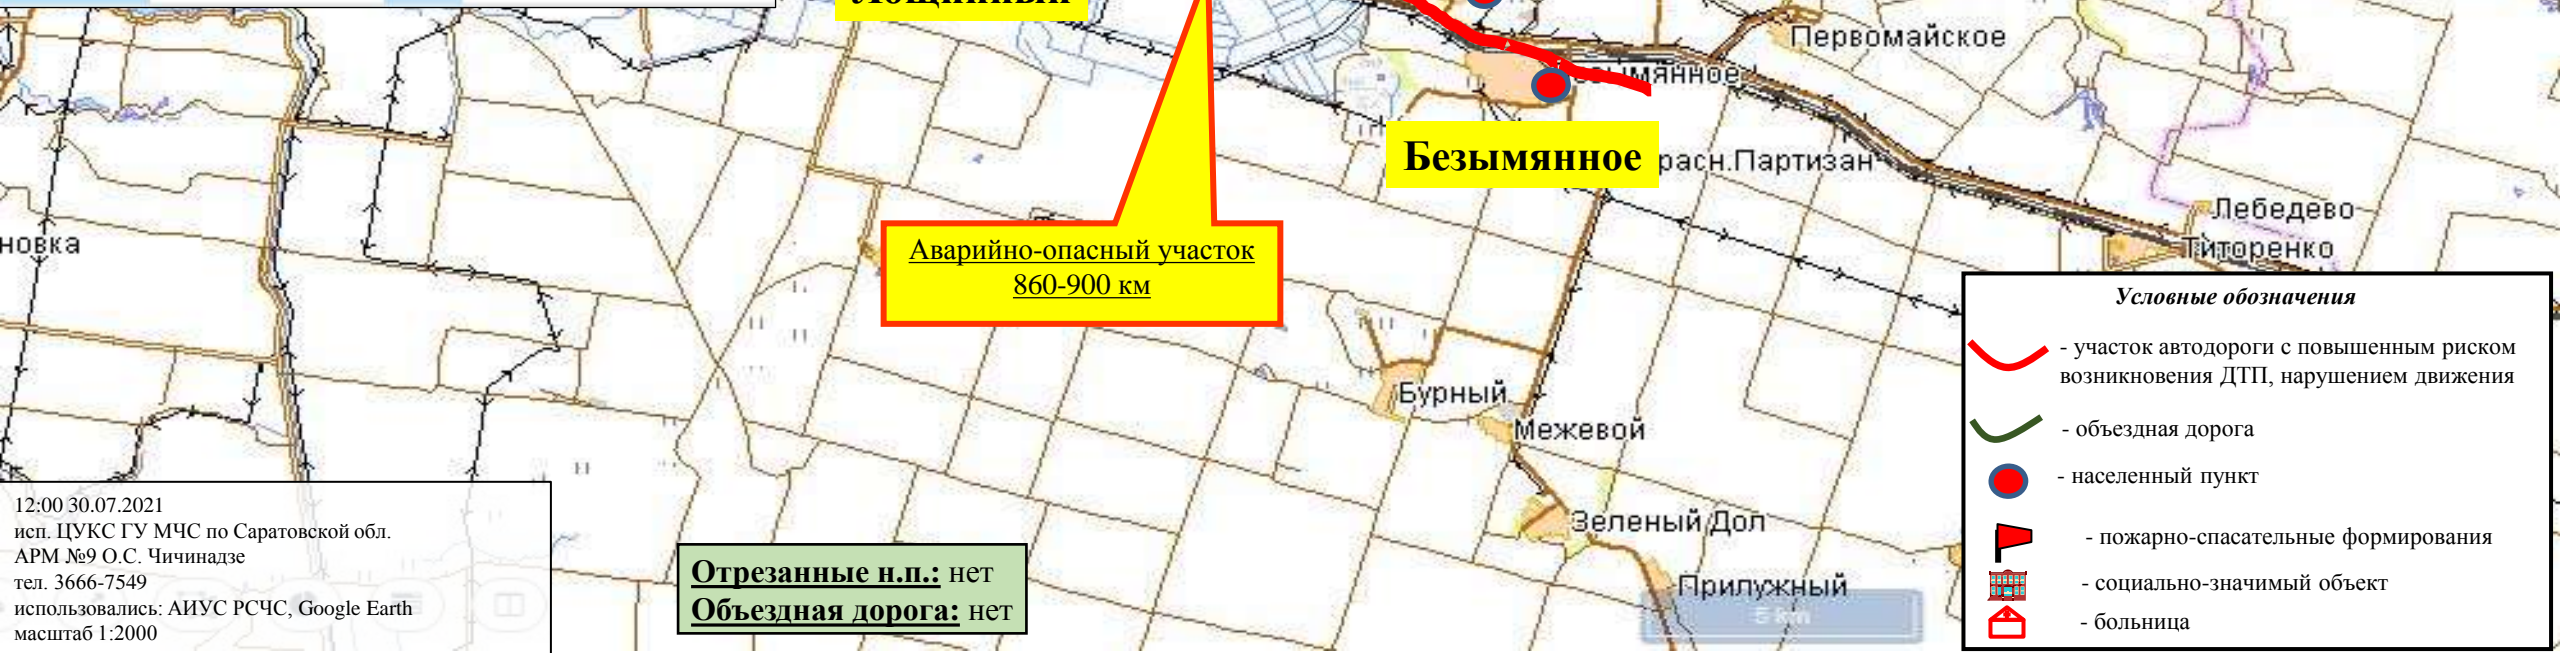 Лощинный
Первомайское
Безымянное
расн.Партизан
Лебедево
Титоренко
новка
Аварийно-опасный участок
860-900 км
Бурный
Межевой
Зеленый Дол
Прилужный
5 km
Условные обозначения
- участок автодороги с повышенным риском
возникновения ДТП, нарушением движения
- объездная дорога
- населенный пункт
- пожарно-спасательные формирования
- социально-значимый объект
- больница
12:00 30.07.2021
исп. ЦУКС ГУ МЧС по Саратовской обл.
АРМ №9 О.С. Чичинадзе
тел. 3666-7549
использовались: АИУС РСЧС, Google Earth
масштаб 1:2000
Отрезанные н.п.: нет
Объездная дорога: нет